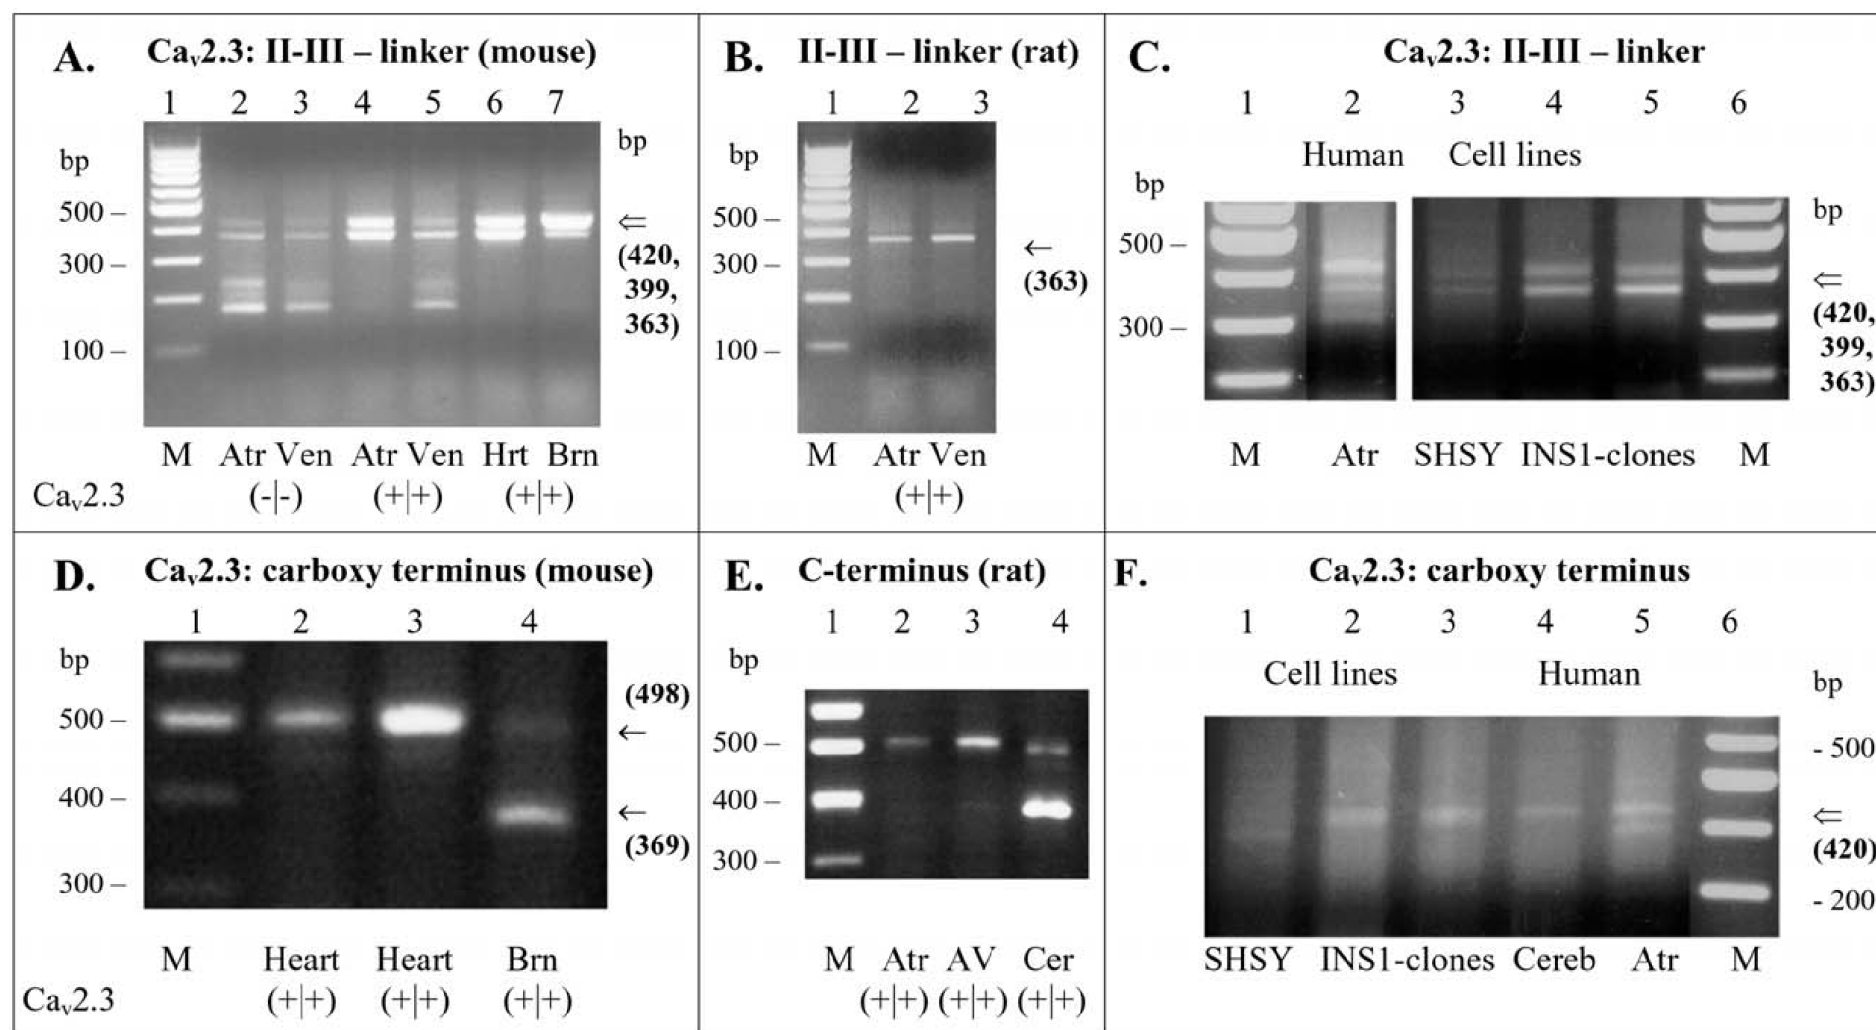 A. Caᵥ2.3: II-III – linker (mouse)
1 2 3 4 5 6 7
bp
bp
500 –
⇐
300 –
(420,
399,
363)
100 –
M Atr Ven Atr Ven Hrt Brn
Caᵥ2.3 (-|-) (+|+) (+|+)
B. II-III – linker (rat)
1 2 3
bp
500 –
←
300 –
(363)
100 –
M Atr Ven
(+|+)
C. Caᵥ2.3: II-III – linker
1 2 3 4 5 6
Human Cell lines
bp
bp
500 –
⇐
(420,
300 –
399,
363)
M Atr SHSY INS1-clones M
D. Caᵥ2.3: carboxy terminus (mouse)
1 2 3 4
bp
(498)
500 –
←
400 –
←
(369)
300 –
M Heart Heart Brn
Caᵥ2.3 (+|+) (+|+) (+|+)
E. C-terminus (rat)
1 2 3 4
bp
500 –
400 –
300 –
M Atr AV Cer
(+|+) (+|+) (+|+)
F. Caᵥ2.3: carboxy terminus
1 2 3 4 5 6
Cell lines Human
bp
- 500
⇐
(420)
- 200
SHSY INS1-clones Cereb Atr M